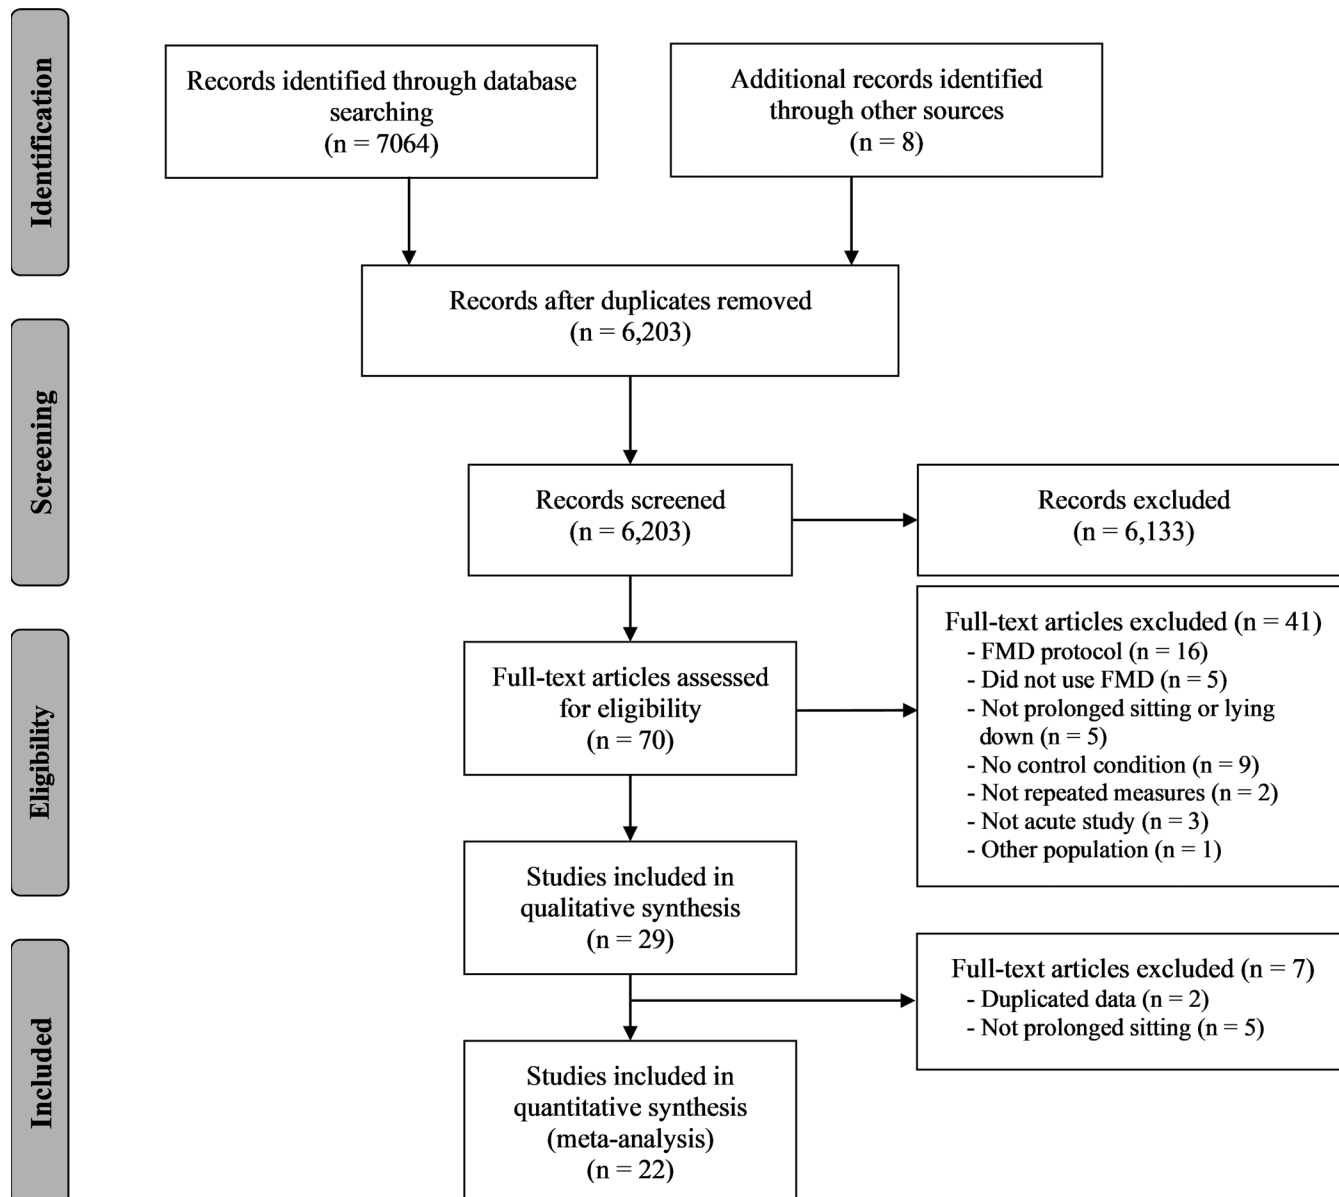 Identification
Records identified through database
searching
(n = 7064)
Additional records identified
through other sources
(n = 8)
Records after duplicates removed
(n = 6,203)
Screening
Records screened
(n = 6,203)
Records excluded
(n = 6,133)
Eligibility
Full-text articles assessed
for eligibility
(n = 70)
Full-text articles excluded (n = 41)
- FMD protocol (n = 16)
- Did not use FMD (n = 5)
- Not prolonged sitting or lying
down (n = 5)
- No control condition (n = 9)
- Not repeated measures (n = 2)
- Not acute study (n = 3)
- Other population (n = 1)
Studies included in
qualitative synthesis
(n = 29)
Included
Full-text articles excluded (n = 7)
- Duplicated data (n = 2)
- Not prolonged sitting (n = 5)
Studies included in
quantitative synthesis
(meta-analysis)
(n = 22)